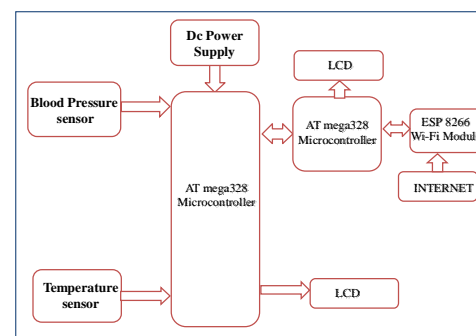 Dc Power
Supply
LCD
Blood Pressure
sensor
AT mega328
Microcontroller
ESP 8266
Wi-Fi Modul
AT mega328
Microcontroller
INTERNET
Temperature
sensor
LCD